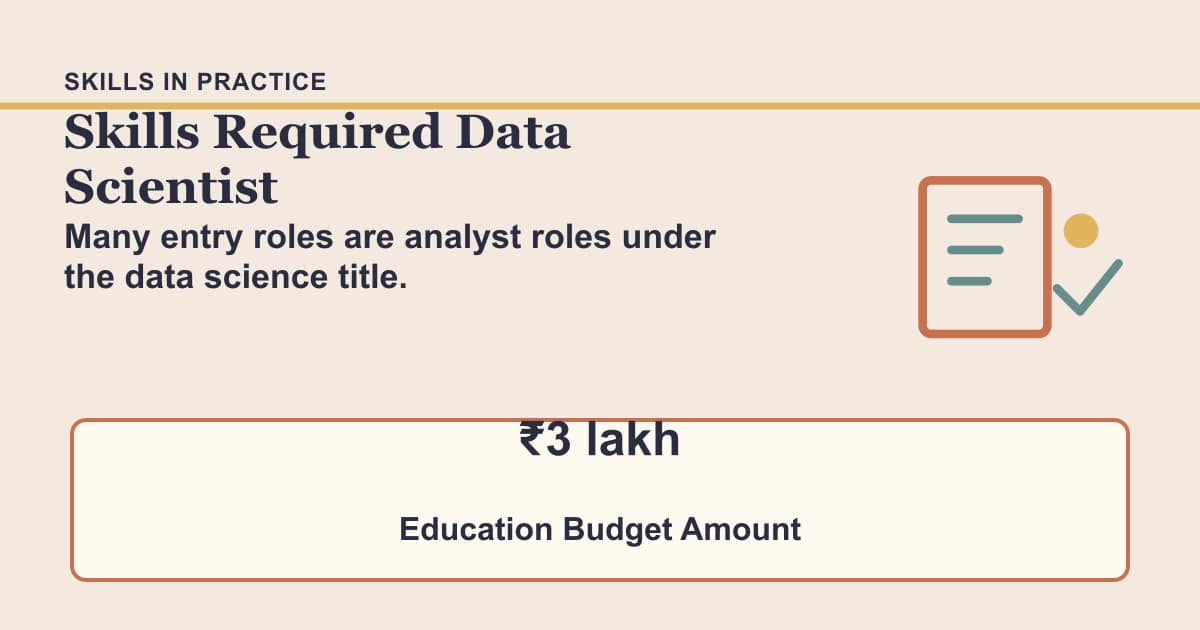 SKILLS IN PRACTICE
Skills Required Data
Scientist
Many entry roles are analyst roles under
the data science title.
₹3 lakh
Education Budget Amount